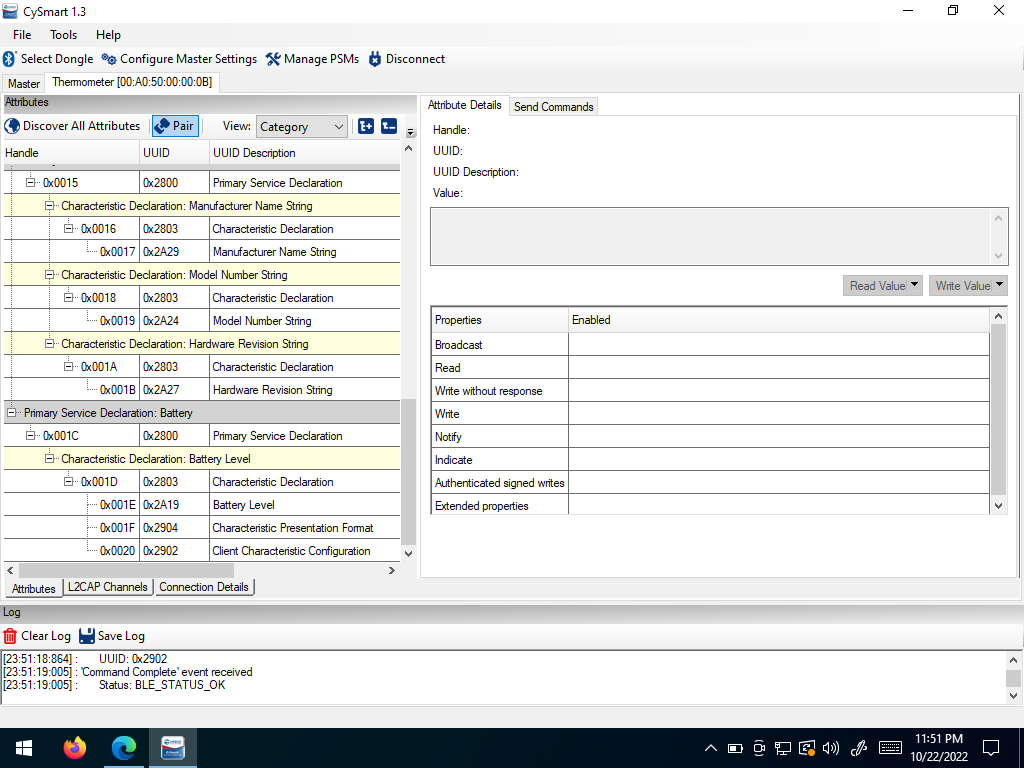 CySmart 1.3
File Tools Help
Select Dongle Configure Master Settings Manage PSMs Disconnect
Master Thermometer [00:A0:50:00:00:0B]
Attributes
Discover All Attributes Pair View: Category
Handle UUID UUID Description
0x0015 0x2800 Primary Service Declaration
Characteristic Declaration: Manufacturer Name String
0x0016 0x2803 Characteristic Declaration
0x0017 0x2A29 Manufacturer Name String
Characteristic Declaration: Model Number String
0x0018 0x2803 Characteristic Declaration
0x0019 0x2A24 Model Number String
Characteristic Declaration: Hardware Revision String
0x001A 0x2803 Characteristic Declaration
0x001B 0x2A27 Hardware Revision String
Primary Service Declaration: Battery
0x001C 0x2800 Primary Service Declaration
Characteristic Declaration: Battery Level
0x001D 0x2803 Characteristic Declaration
0x001E 0x2A19 Battery Level
0x001F 0x2904 Characteristic Presentation Format
0x0020 0x2902 Client Characteristic Configuration
Attributes L2CAP Channels Connection Details
Attribute Details Send Commands
Handle:
UUID:
UUID Description:
Value:
Read Value Write Value
Properties Enabled
Broadcast
Read
Write without response
Write
Notify
Indicate
Authenticated signed writes
Extended properties
Log
Clear Log Save Log
[23:51:18:864] : UUID: 0x2902
[23:51:19:005] : 'Command Complete' event received
[23:51:19:005] : Status: BLE_STATUS_OK
11:51 PM
10/22/2022